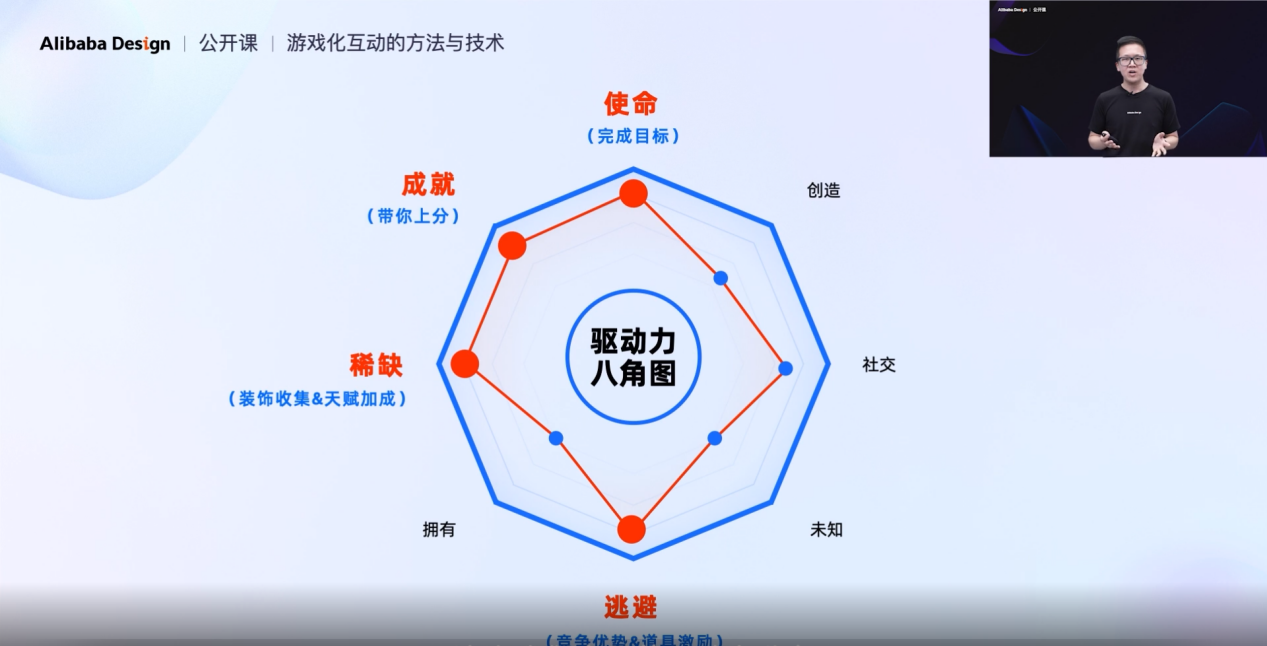 Alibaba Design | 公开课 | 游戏化互动的方法与技术
Alibaba Design | 公开课
使命
(完成目标)
成就
(带你上分)
创造
驱动力
八角图
稀缺
(装饰收集&天赋加成)
社交
拥有
未知
逃避
(竞争优势&道具激励)